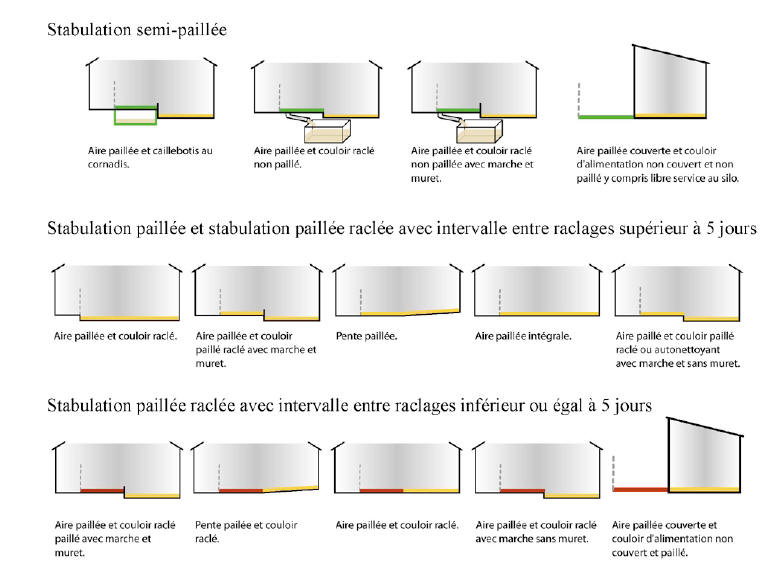 Stabulation semi-paillée
Aire paillée et caillebotis au
cornadis.
Aire paillée et couloir raclé
non paillé.
Aire paillée et couloir raclé
non paillée avec marche et
muret.
Aire paillée couverte et couloir
d'alimentation non couvert et non
paillé y compris libre service au silo.
Stabulation paillée et stabulation paillée raclée avec intervalle entre raclages supérieur à 5 jours
Aire paillée et couloir raclé.
Aire paillée et couloir
paillé raclé avec marche et
muret.
Pente paillée.
Aire paillée intégrale.
Aire paillé et couloir paillé
raclé ou autonettoyant
avec marche et sans muret.
Stabulation paillée raclée avec intervalle entre raclages inférieur ou égal à 5 jours
Aire paillée et couloir raclé
paillé avec marche et
muret.
Pente pailée et couloir
raclé.
Aire paillée et couloir raclé.
Aire paillée et couloir raclé
avec marche sans muret.
Aire paillée couverte et
couloir d'alimentation non
couvert et paillé.